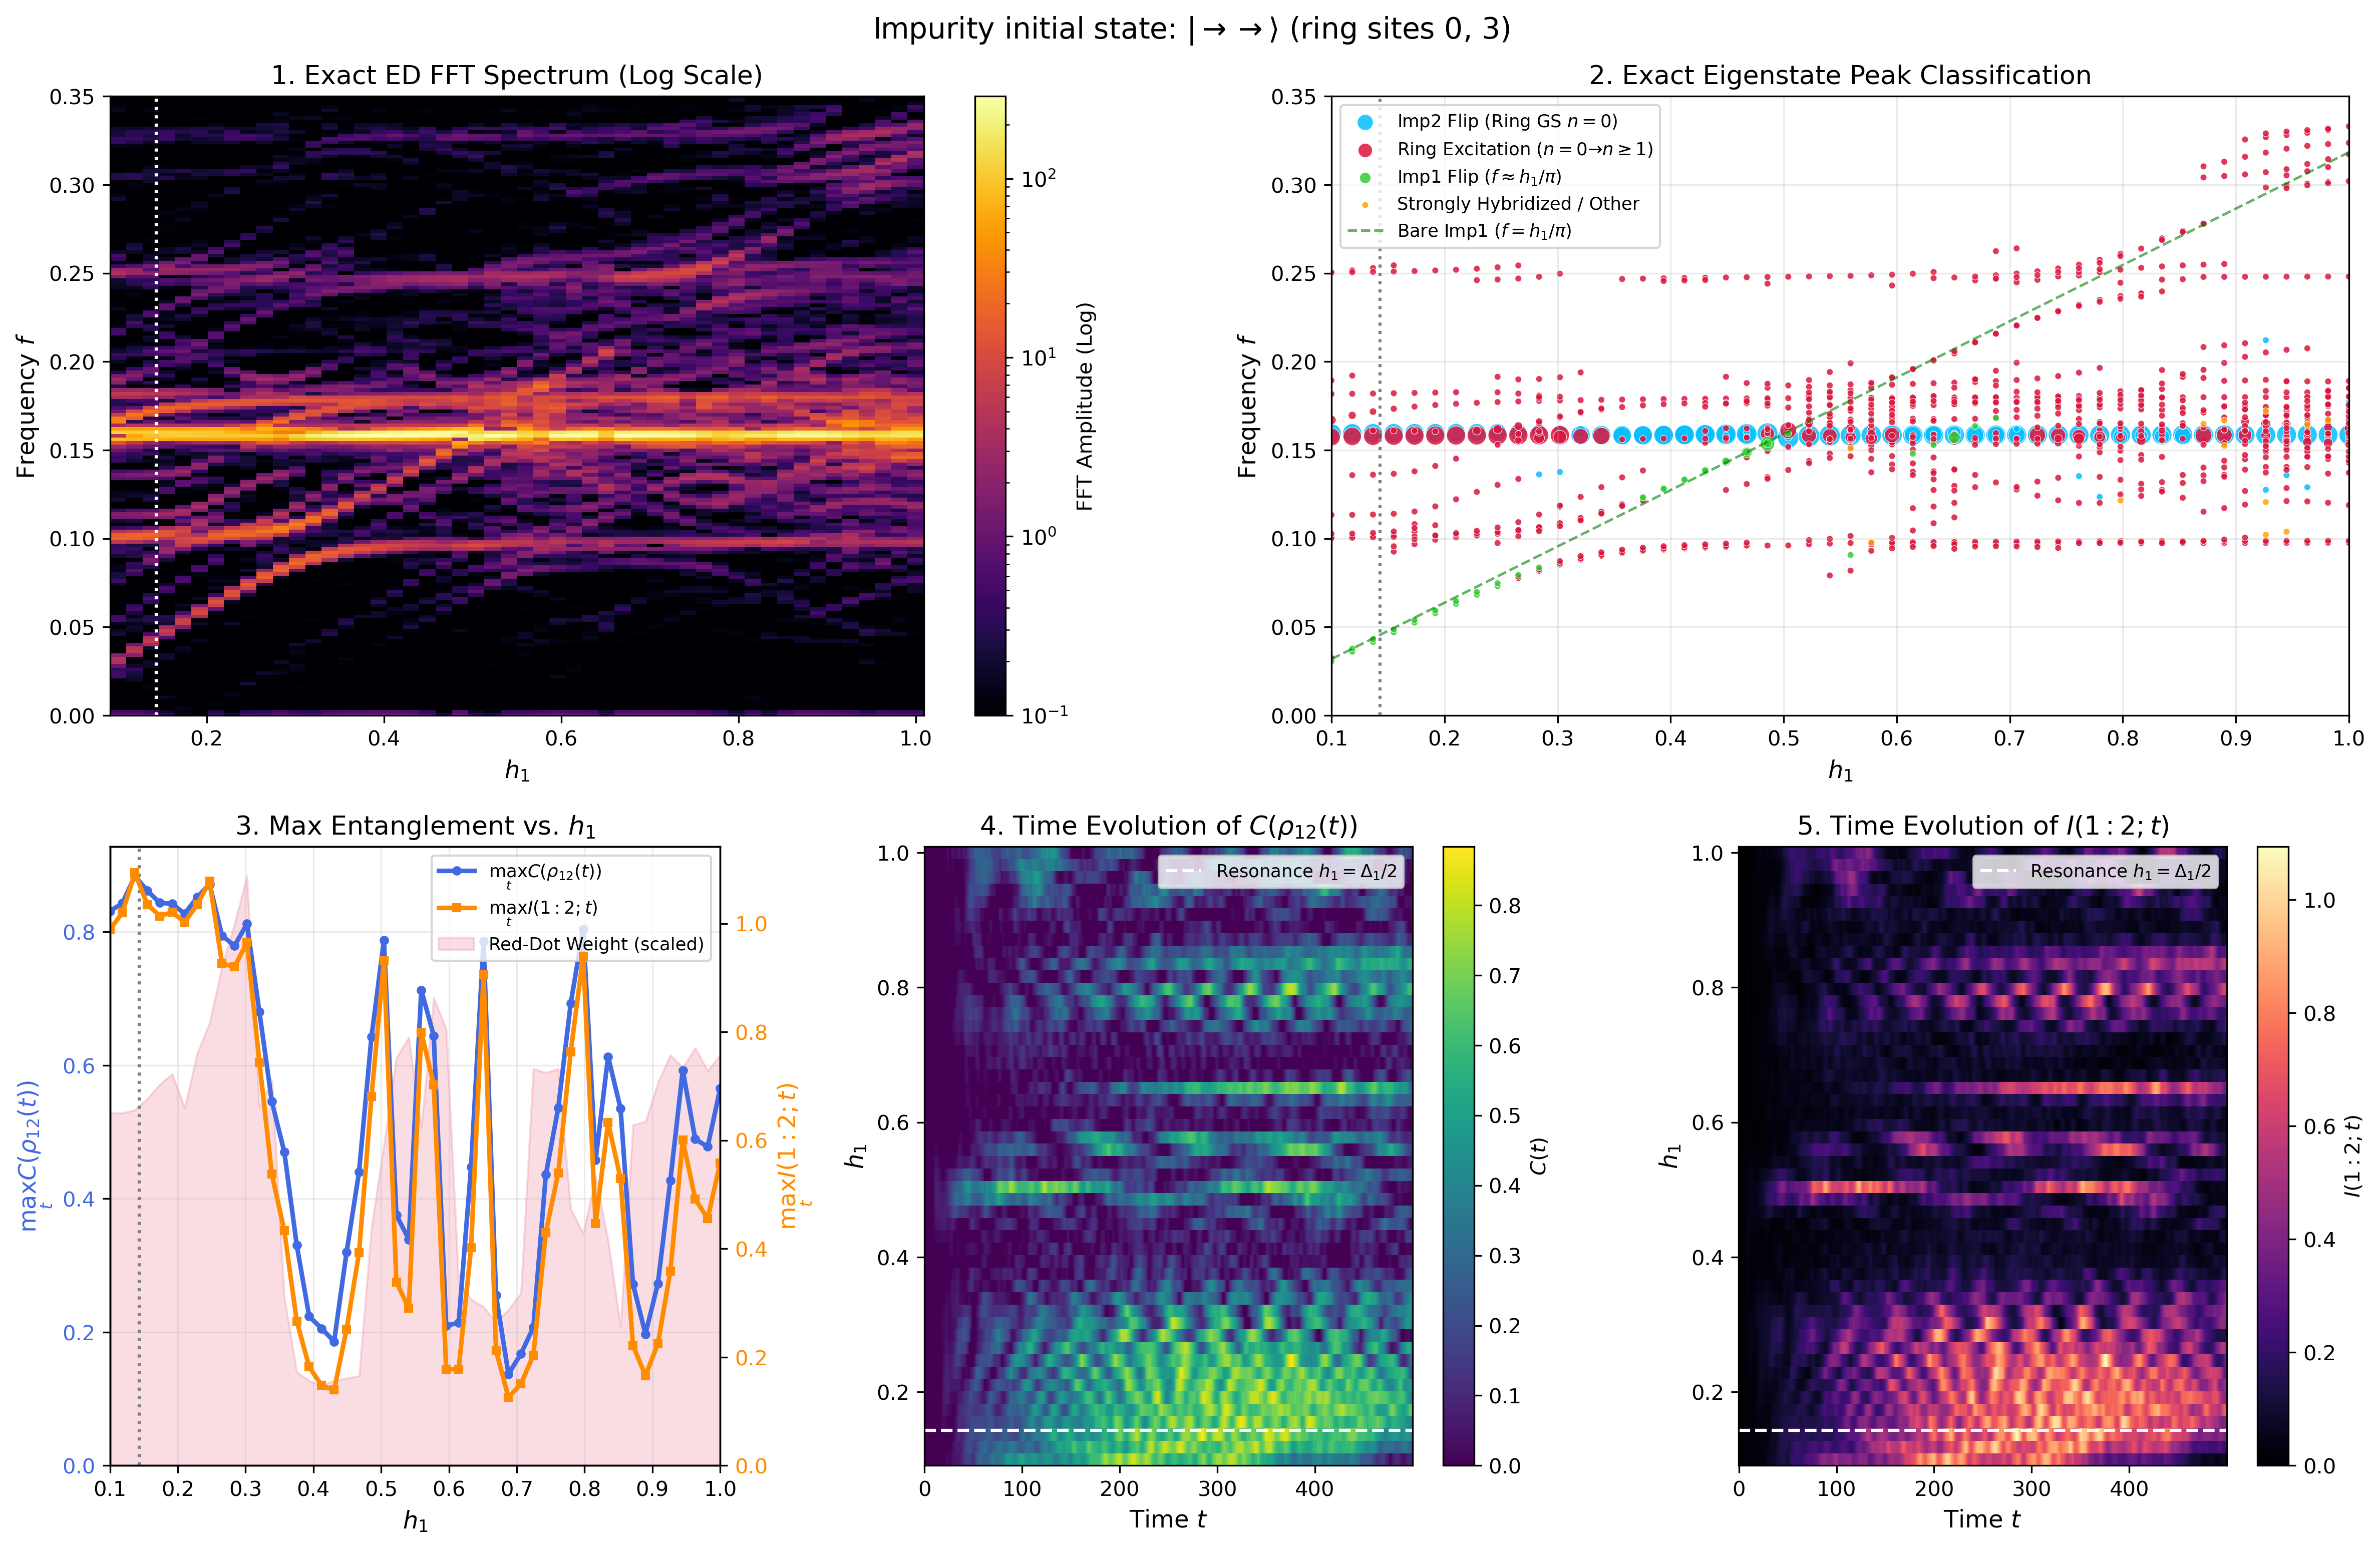 Impurity initial state: |→→⟩ (ring sites 0, 3)
1. Exact ED FFT Spectrum (Log Scale)
0.35
0.30
0.25
0.20
0.15
0.10
0.05
0.00
Frequency f
0.2 0.4 0.6 0.8 1.0
h₁
10²
10¹
10⁰
10⁻¹
FFT Amplitude (Log)
2. Exact Eigenstate Peak Classification
Imp2 Flip (Ring GS n = 0)
Ring Excitation (n = 0→n ≥ 1)
Imp1 Flip (f ≈ h₁/π)
Strongly Hybridized / Other
Bare Imp1 (f = h₁/π)
0.35
0.30
0.25
0.20
0.15
0.10
0.05
0.00
Frequency f
0.1 0.2 0.3 0.4 0.5 0.6 0.7 0.8 0.9 1.0
h₁
3. Max Entanglement vs. h₁
max C(ρ₁₂(t))
t
max I(1 : 2; t)
t
Red-Dot Weight (scaled)
0.8
0.6
0.4
0.2
0.0
max C(ρ₁₂(t))
t
1.0
0.8
0.6
0.4
0.2
0.0
max I(1 : 2; t)
t
0.1 0.2 0.3 0.4 0.5 0.6 0.7 0.8 0.9 1.0
h₁
4. Time Evolution of C(ρ₁₂(t))
Resonance h₁ = Δ₁/2
1.0
0.8
0.6
0.4
0.2
h₁
0 100 200 300 400
Time t
0.8
0.7
0.6
0.5
0.4
0.3
0.2
0.1
0.0
C(t)
5. Time Evolution of I(1 : 2; t)
Resonance h₁ = Δ₁/2
1.0
0.8
0.6
0.4
0.2
h₁
0 100 200 300 400
Time t
1.0
0.8
0.6
0.4
0.2
0.0
I(1 : 2; t)